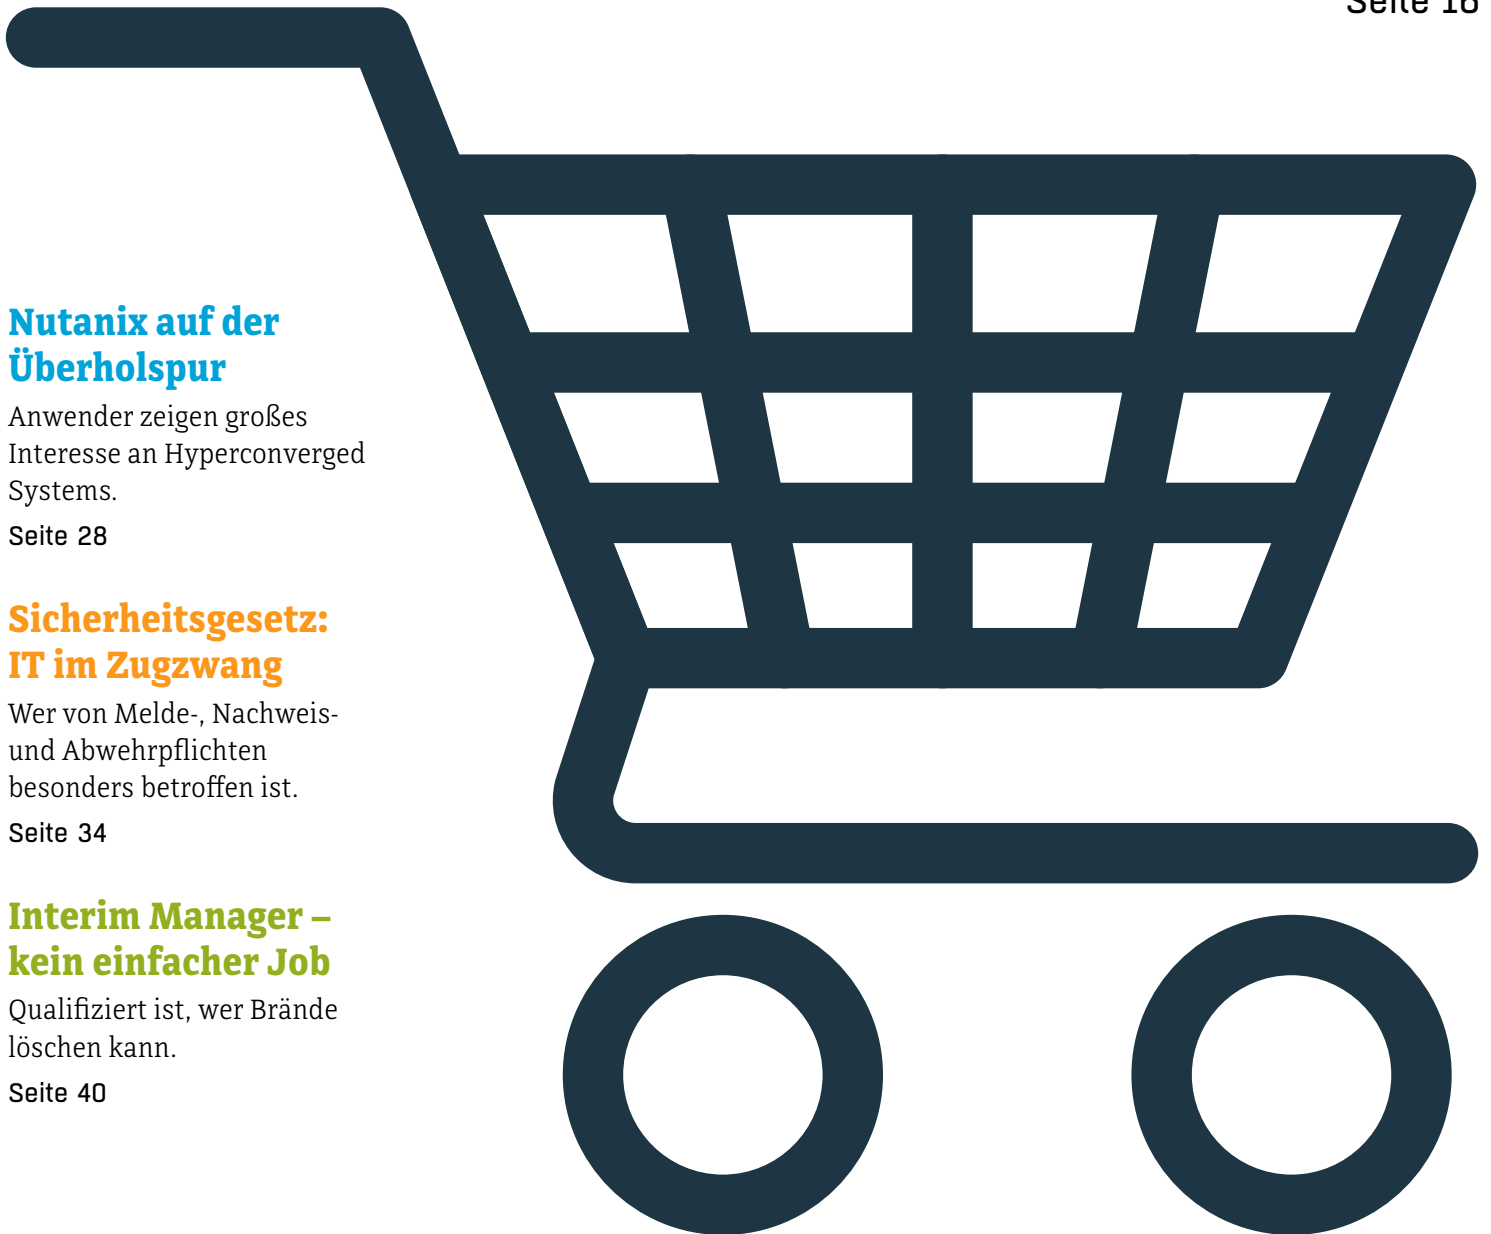 Seite 16
Nutanix auf der
Überholspur
Anwender zeigen großes
Interesse an Hyperconverged
Systems.
Seite 28
Sicherheitsgesetz:
IT im Zugzwang
Wer von Melde-, Nachweis-
und Abwehrpflichten
besonders betroffen ist.
Seite 34
Interim Manager –
kein einfacher Job
Qualifiziert ist, wer Brände
löschen kann.
Seite 40